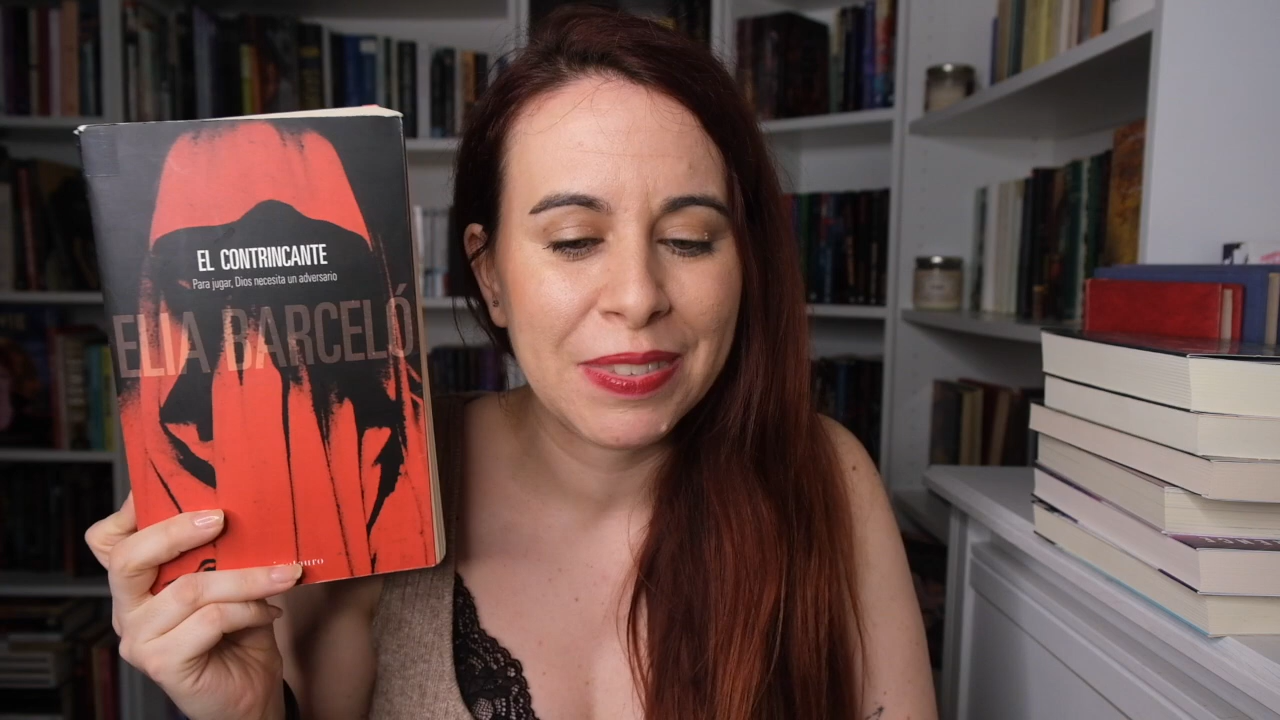 EL CONTRINCANTE
Para jugar, Dios necesita un adversario
ELIA BARCELÓ